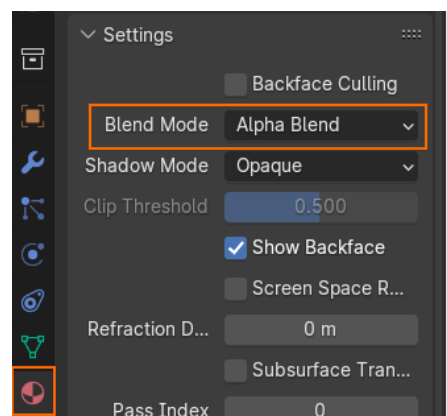 Settings
Backface Culling
Blend Mode Alpha Blend
Shadow Mode Opaque
Clip Threshold 0.500
Show Backface
Screen Space R...
Refraction D... 0 m
Subsurface Tran...
Pass Index 0